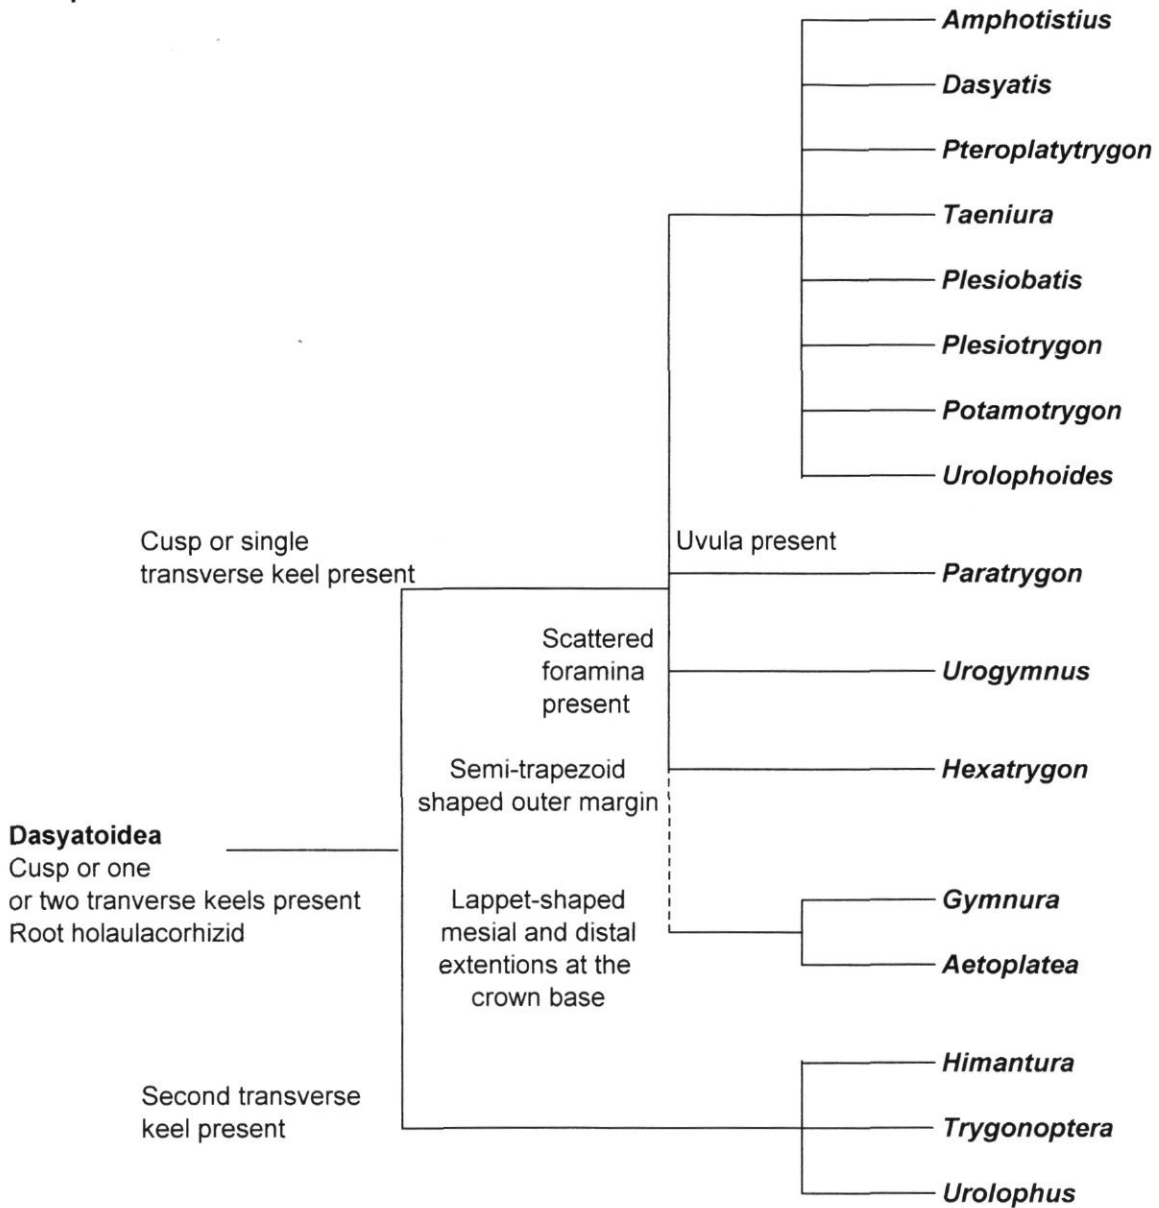 Amphotistius
Dasyatis
Pteroplatytrygon
Taeniura
Plesiobatis
Plesiotrygon
Potamotrygon
Urolophoides
Cusp or single
transverse keel present
Uvula present
Paratrygon
Scattered
foramina
present
Urogymnus
Semi-trapezoid
shaped outer margin
Hexatrygon
Dasyatoidea
Cusp or one
or two tranverse keels present
Root holaulacorhizid
Lappet-shaped
mesial and distal
extentions at the
crown base
Gymnura
Aetoplatea
Second transverse
keel present
Himantura
Trygonoptera
Urolophus